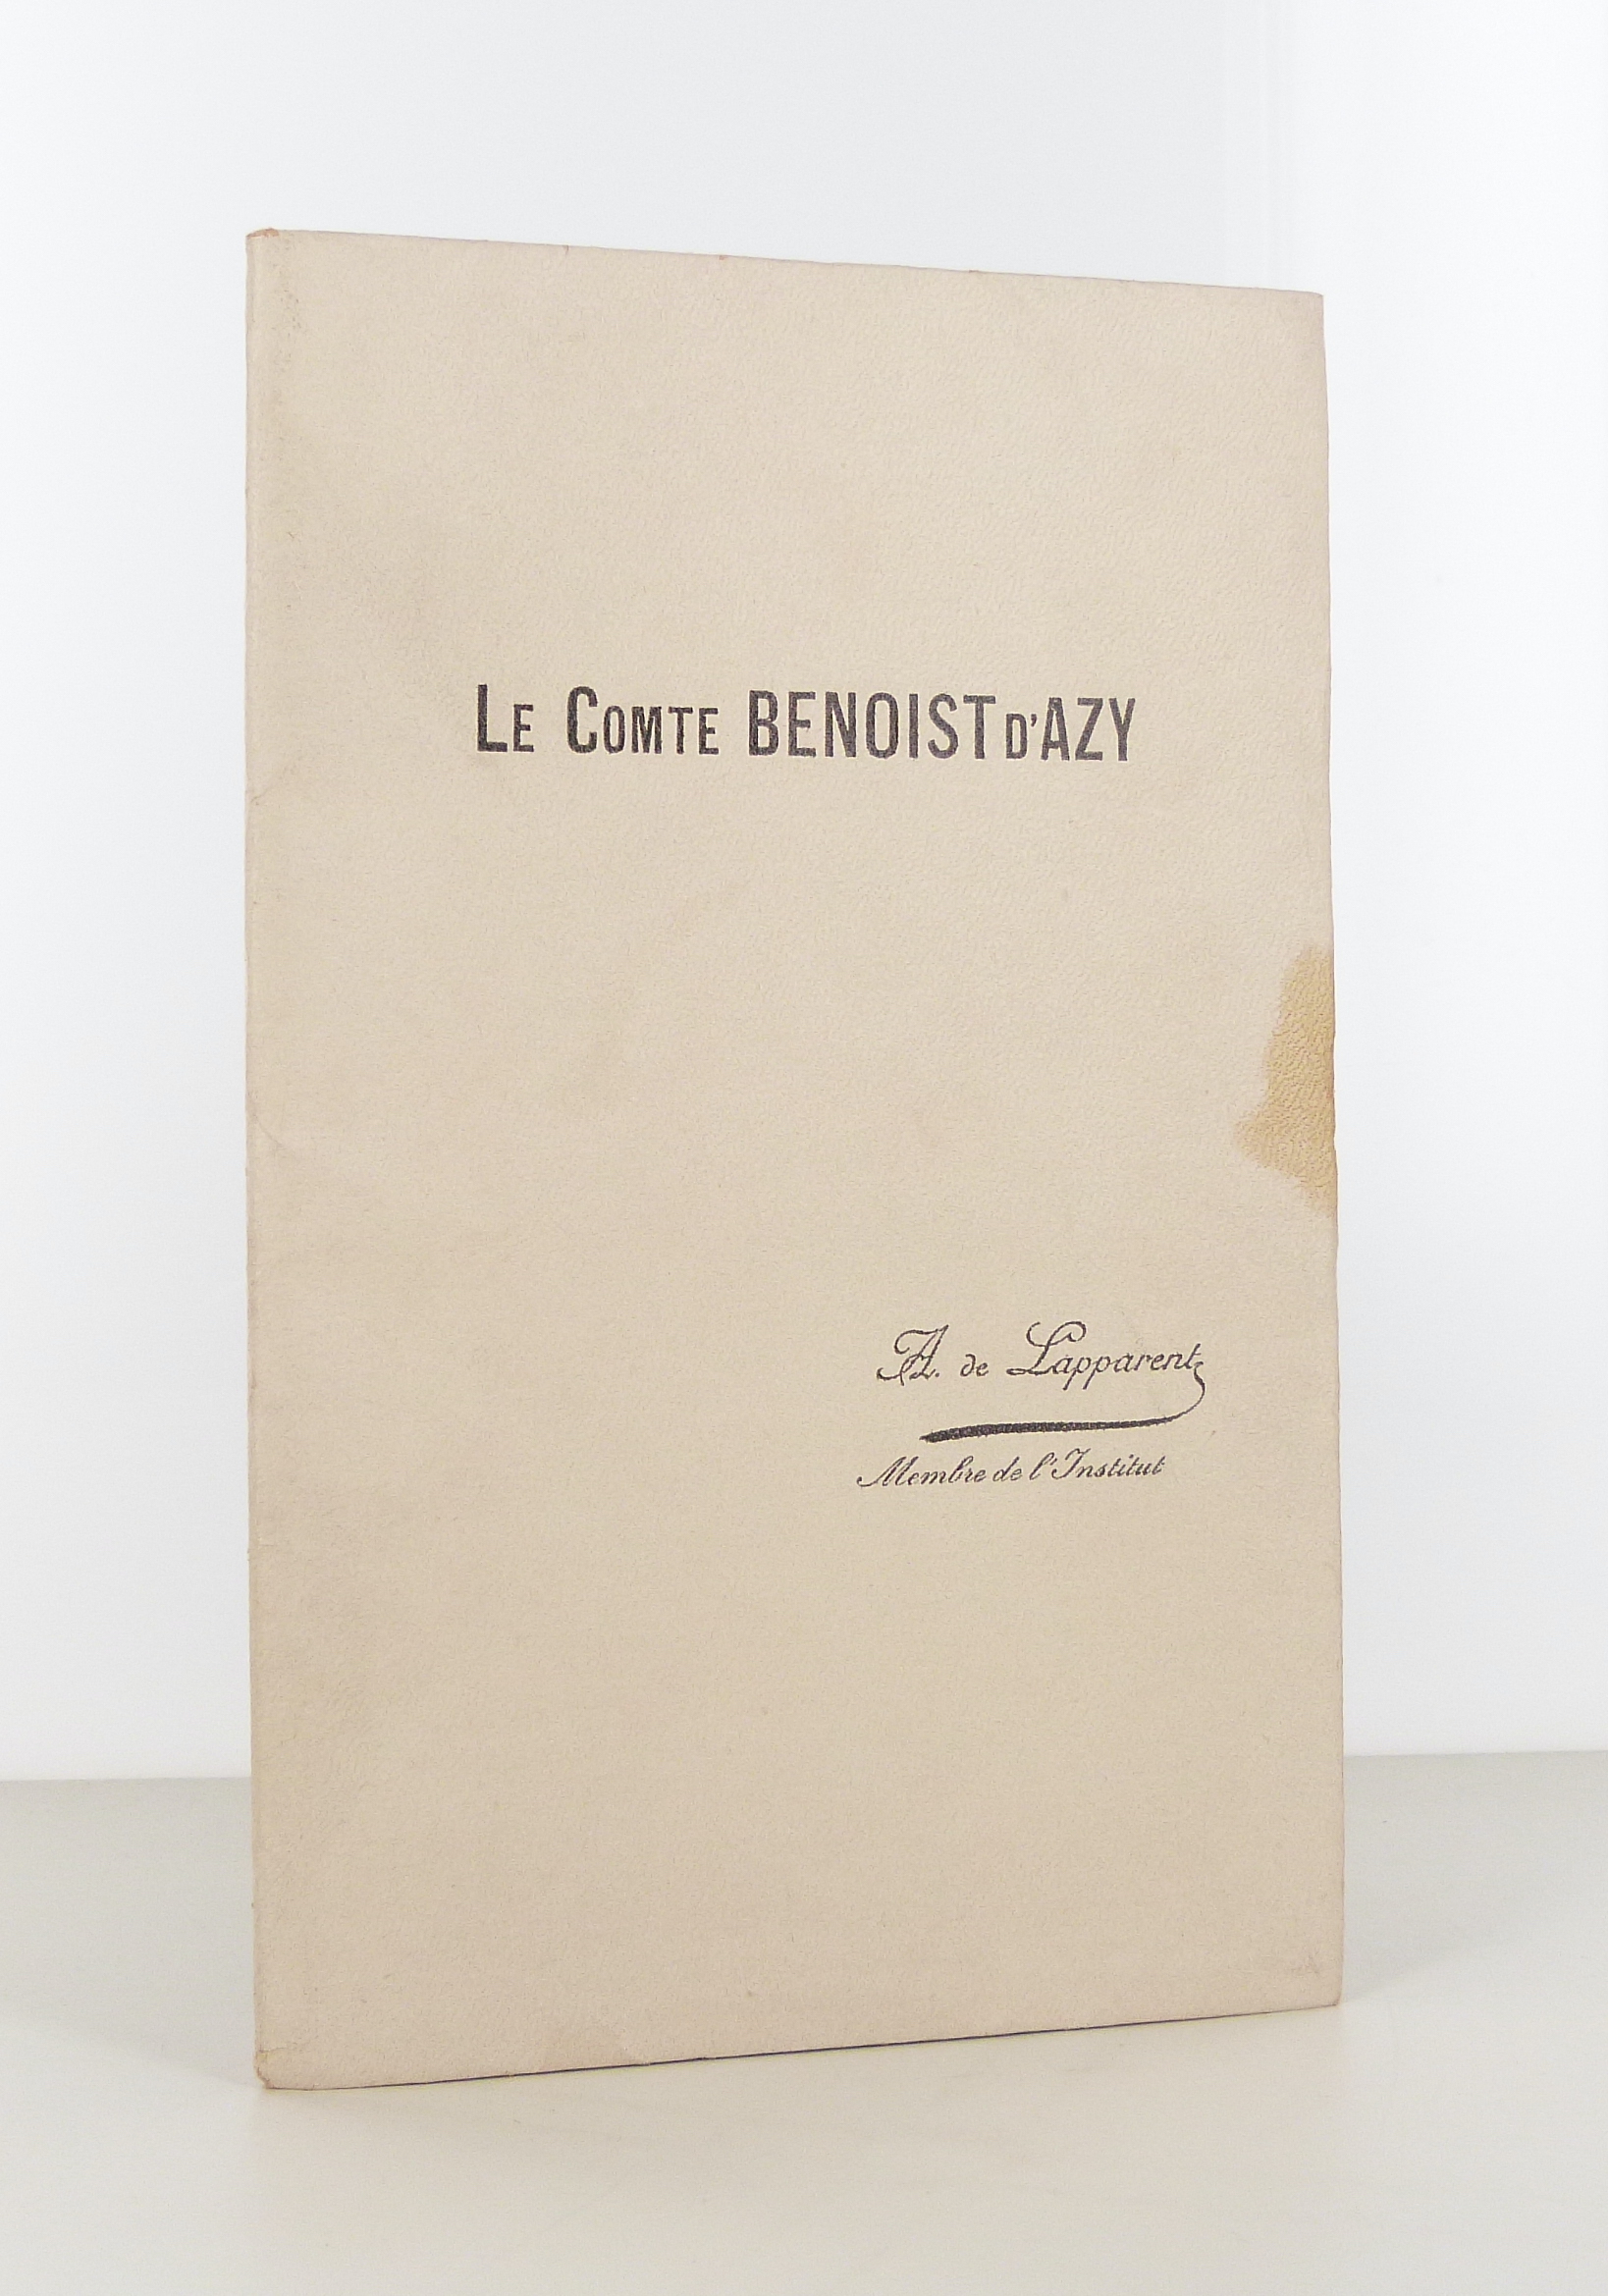 LE COMTE BENOIST D'AZY
A. de Lapparent
Membre de l'Institut